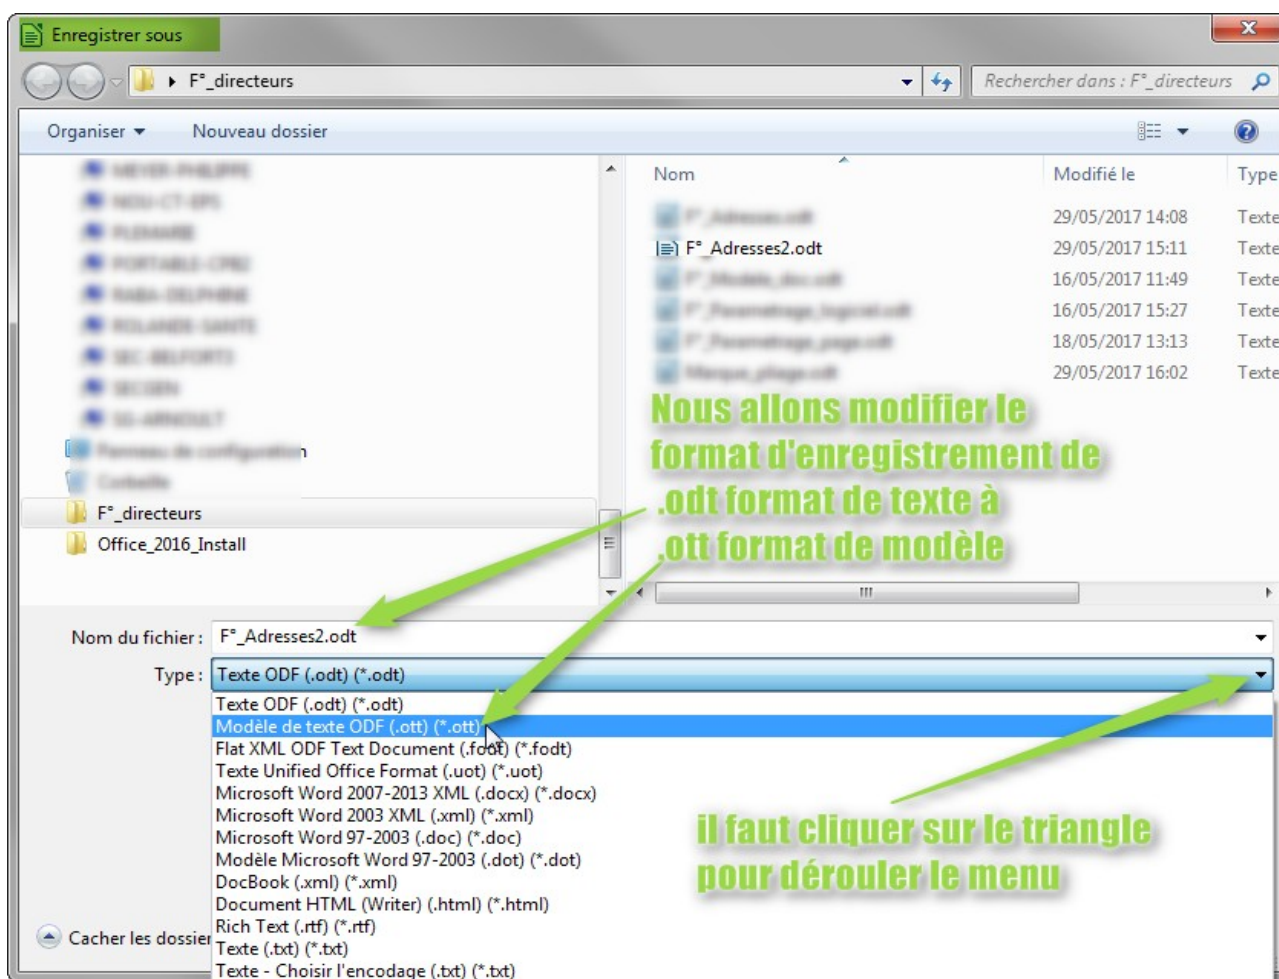 Enregistrer sous
F°_directeurs
Rechercher dans : F°_directeurs
Organiser
Nouveau dossier
Nom
Modifié le
Type
29/05/2017 14:08
Texte
F°_Adresses2.odt
29/05/2017 15:11
Texte
16/05/2017 11:49
Texte
16/05/2017 15:27
Texte
18/05/2017 13:13
Texte
29/05/2017 16:02
Texte
F°_directeurs
Office_2016_Install
Nous allons modifier le
format d'enregistrement de
.odt format de texte à
.ott format de modèle
Nom du fichier :
F°_Adresses2.odt
Type :
Texte ODF (.odt) (*.odt)
Texte ODF (.odt) (*.odt)
Modèle de texte ODF (.ott) (*.ott)
Flat XML ODF Text Document (.fodt) (*.fodt)
Texte Unified Office Format (.uot) (*.uot)
Microsoft Word 2007-2013 XML (.docx) (*.docx)
Microsoft Word 2003 XML (.xml) (*.xml)
Microsoft Word 97-2003 (.doc) (*.doc)
Modèle Microsoft Word 97-2003 (.dot) (*.dot)
DocBook (.xml) (*.xml)
Document HTML (Writer) (.html) (*.html)
Rich Text (.rtf) (*.rtf)
Texte (.txt) (*.txt)
Texte - Choisir l'encodage (.txt) (*.txt)
il faut cliquer sur le triangle
pour dérouler le menu
Cacher les dossier